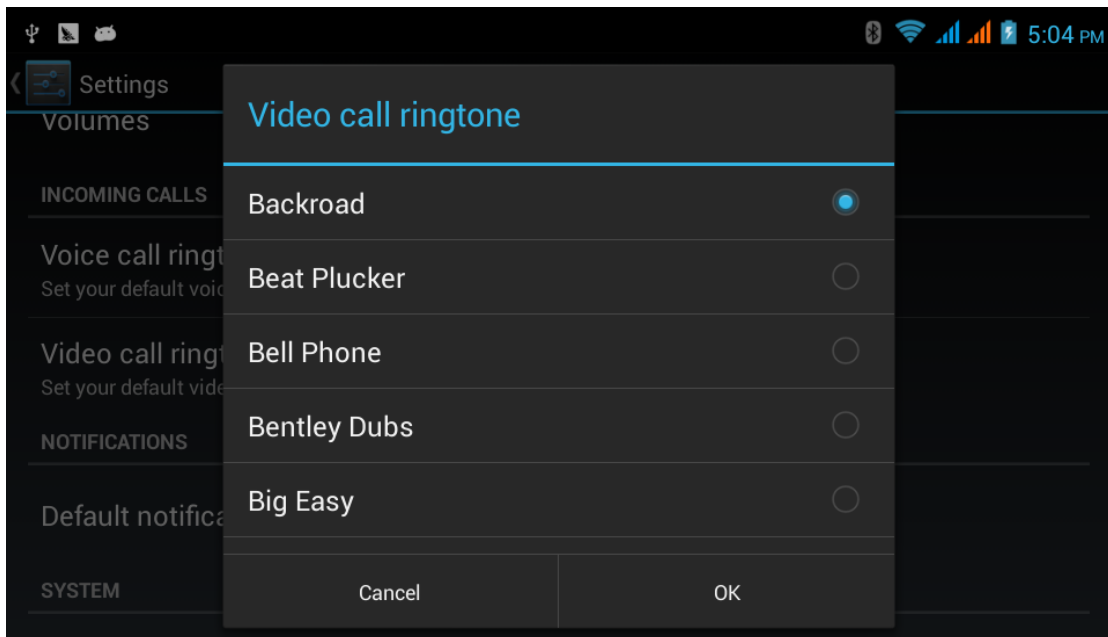 5:04 PM
Settings
Volumes
INCOMING CALLS
Voice call ringt
Set your default voic
Video call ringt
Set your default vide
NOTIFICATIONS
Default notifica
SYSTEM
Video call ringtone
Backroad
Beat Plucker
Bell Phone
Bentley Dubs
Big Easy
Cancel
OK